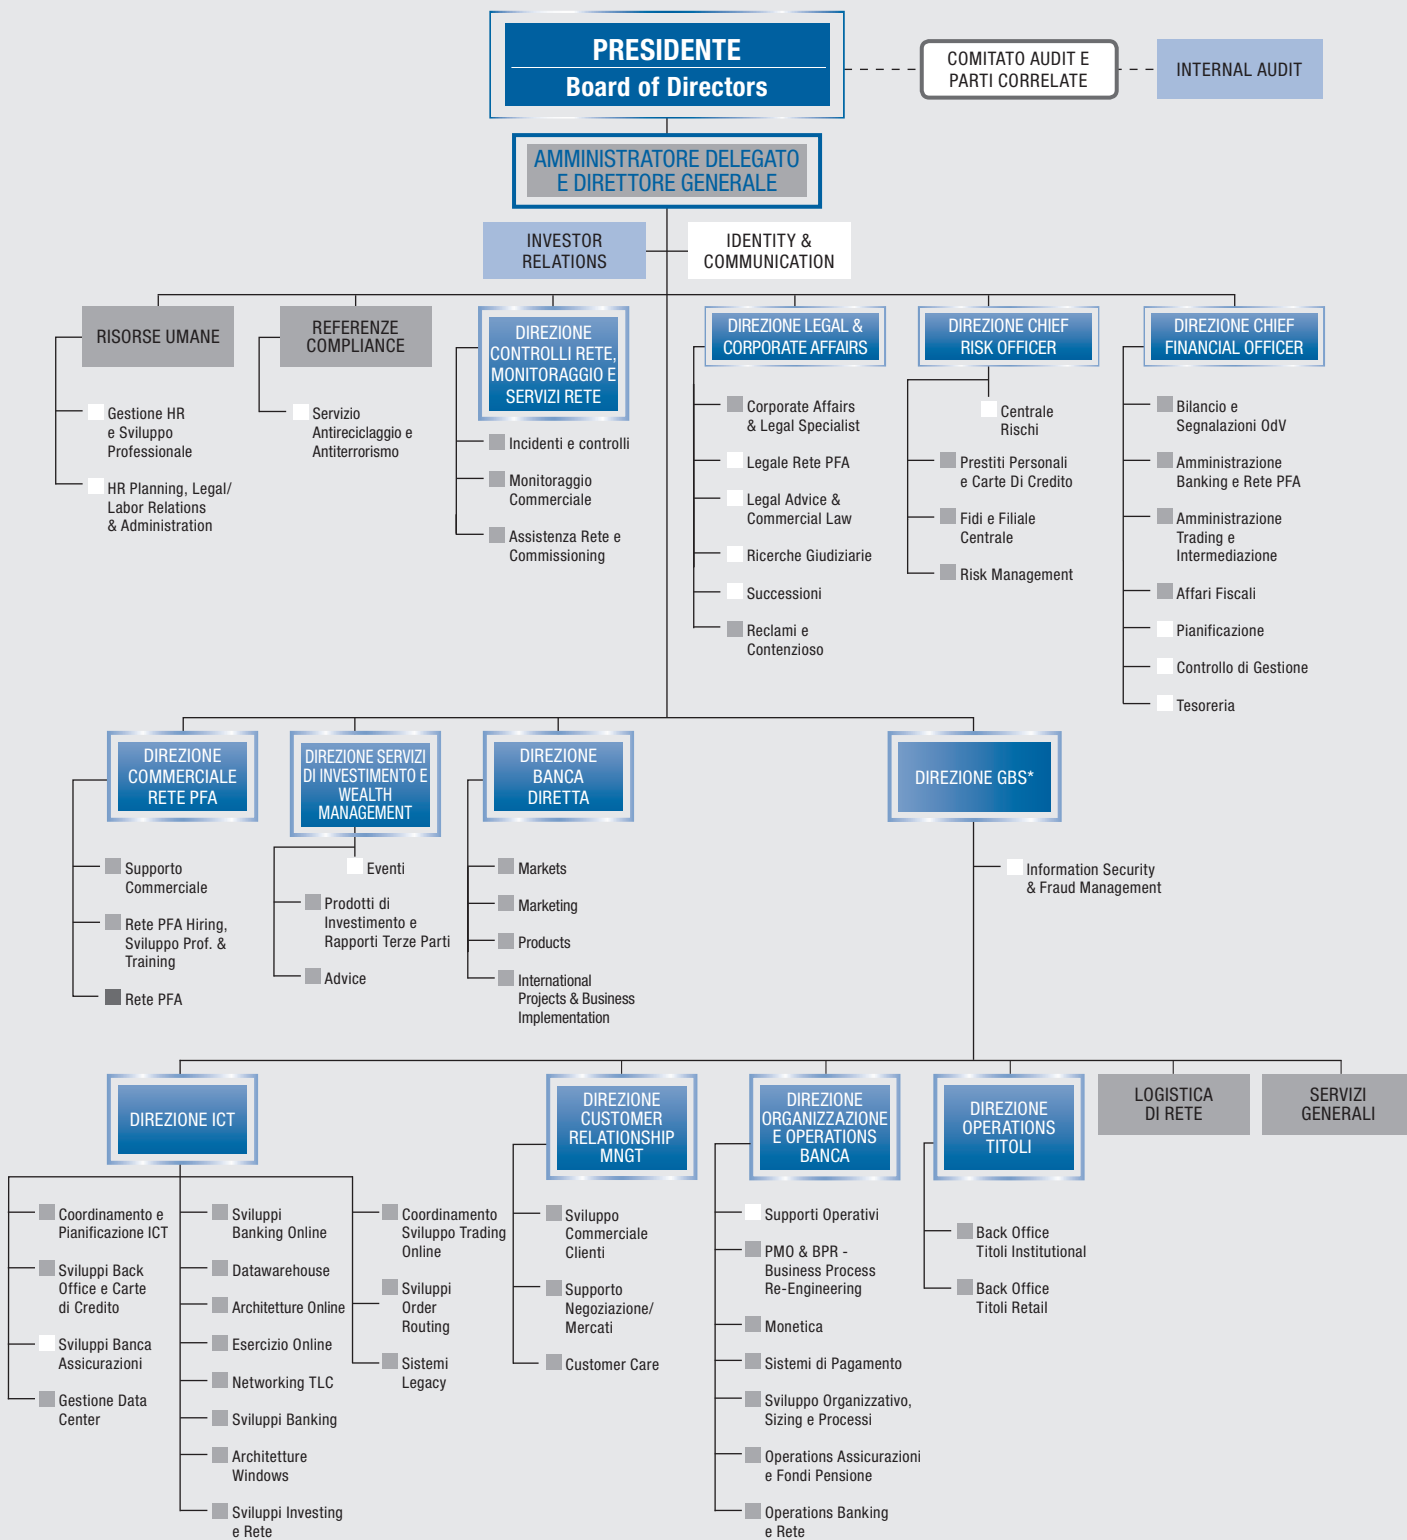 PRESIDENTE
Board of Directors
COMITATO AUDIT E
PARTI CORRELATE
INTERNAL AUDIT
AMMINISTRATORE DELEGATO
E DIRETTORE GENERALE
INVESTOR
RELATIONS
IDENTITY &
COMMUNICATION
RISORSE UMANE
Gestione HR
e Sviluppo
Professionale
HR Planning, Legal/
Labor Relations
& Administration
REFERENZE
COMPLIANCE
Servizio
Antireciclaggio e
Antiterrorismo
DIREZIONE
CONTROLLI RETE,
MONITORAGGIO E
SERVIZI RETE
Incidenti e controlli
Monitoraggio
Commerciale
Assistenza Rete e
Commissioning
DIREZIONE LEGAL &
CORPORATE AFFAIRS
Corporate Affairs
& Legal Specialist
Legale Rete PFA
Legal Advice &
Commercial Law
Ricerche Giudiziarie
Successioni
Reclami e
Contenzioso
DIREZIONE CHIEF
RISK OFFICER
Centrale
Rischi
Prestiti Personali
e Carte Di Credito
Fidi e Filiale
Centrale
Risk Management
DIREZIONE CHIEF
FINANCIAL OFFICER
Bilancio e
Segnalazioni OdV
Amministrazione
Banking e Rete PFA
Amministrazione
Trading e
Intermediazione
Affari Fiscali
Pianificazione
Controllo di Gestione
Tesoreria
DIREZIONE
COMMERCIALE
RETE PFA
Supporto
Commerciale
Rete PFA Hiring,
Sviluppo Prof. &
Training
Rete PFA
DIREZIONE SERVIZI
DI INVESTIMENTO E
WEALTH
MANAGEMENT
Eventi
Prodotti di
Investimento e
Rapporti Terze Parti
Advice
DIREZIONE
BANCA
DIRETTA
Markets
Marketing
Products
International
Projects & Business
Implementation
DIREZIONE GBS*
Information Security
& Fraud Management
DIREZIONE ICT
Coordinamento e
Pianificazione ICT
Sviluppi Back
Office e Carte
di Credito
Sviluppi Banca
Assicurazioni
Gestione Data
Center
Sviluppi
Banking Online
Datawarehouse
Architetture Online
Esercizio Online
Networking TLC
Sviluppi Banking
Architetture
Windows
Sviluppi Investing
e Rete
Coordinamento
Sviluppo Trading
Online
Sviluppi
Order
Routing
Sistemi
Legacy
DIREZIONE
CUSTOMER
RELATIONSHIP
MNGT
Sviluppo
Commerciale
Clienti
Supporto
Negoziazione/
Mercati
Customer Care
DIREZIONE
ORGANIZZAZIONE
E OPERATIONS
BANCA
Supporti Operativi
PMO & BPR -
Business Process
Re-Engineering
Monetica
Sistemi di Pagamento
Sviluppo Organizzativo,
Sizing e Processi
Operations Assicurazioni
e Fondi Pensione
Operations Banking
e Rete
DIREZIONE
OPERATIONS
TITOLI
Back Office
Titoli Institutional
Back Office
Titoli Retail
LOGISTICA
DI RETE
SERVIZI
GENERALI